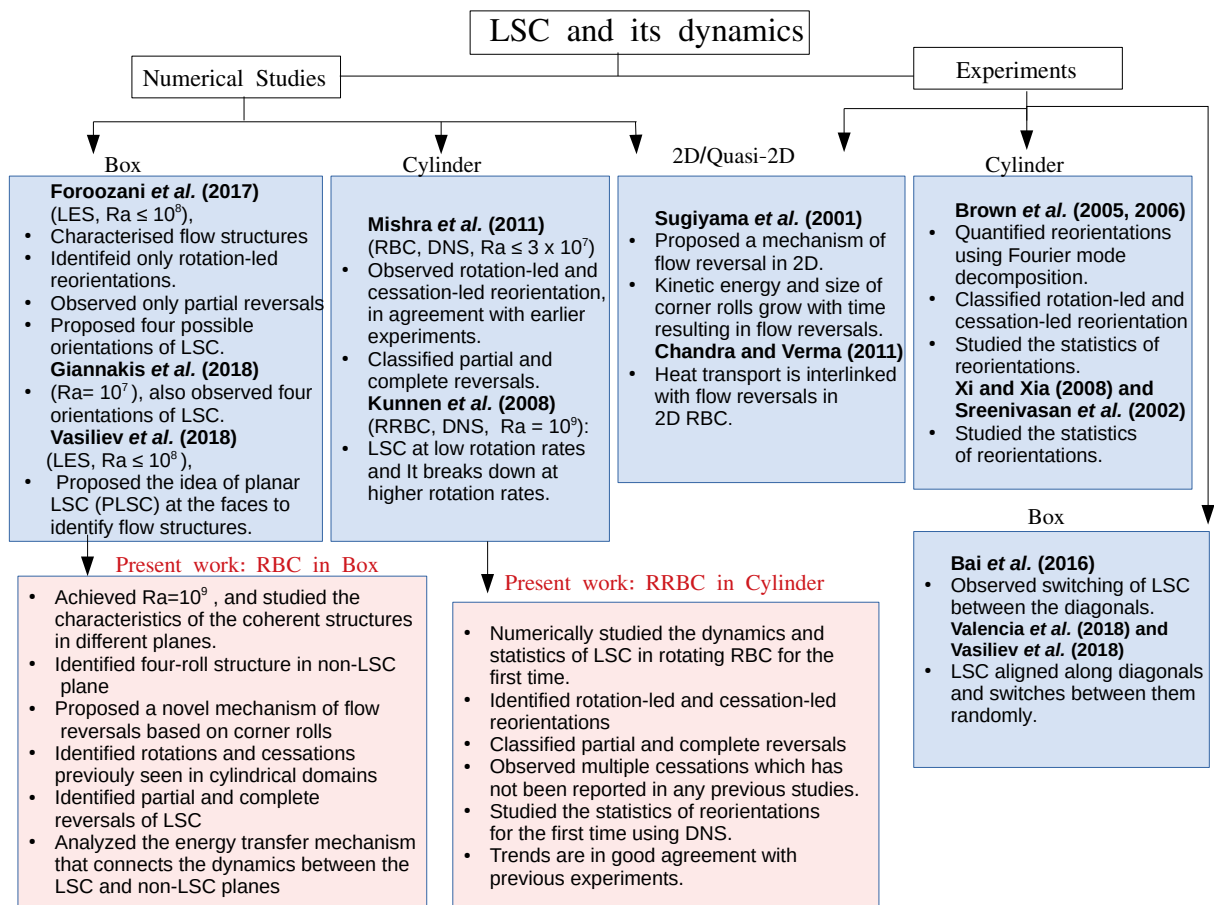 LSC and its dynamics
Numerical Studies
Experiments
Box
Foroozani et al. (2017)
(LES, Ra ≤ 10⁸),
• Characterised flow structures
• Identifeid only rotation-led
reorientations.
• Observed only partial reversals
• Proposed four possible
orientations of LSC.
Giannakis et al. (2018)
• (Ra= 10⁷), also observed four
orientations of LSC.
Vasiliev et al. (2018)
(LES, Ra ≤ 10⁸),
• Proposed the idea of planar
LSC (PLSC) at the faces to
identify flow structures.
Cylinder
Mishra et al. (2011)
(RBC, DNS, Ra ≤ 3 x 10⁷)
• Observed rotation-led and
cessation-led reorientation,
in agreement with earlier
experiments.
• Classified partial and
complete reversals.
Kunnen et al. (2008)
(RRBC, DNS, Ra = 10⁹):
• LSC at low rotation rates
and It breaks down at
higher rotation rates.
2D/Quasi-2D
Sugiyama et al. (2001)
• Proposed a mechanism of
flow reversal in 2D.
• Kinetic energy and size of
corner rolls grow with time
resulting in flow reversals.
Chandra and Verma (2011)
• Heat transport is interlinked
with flow reversals in
2D RBC.
Cylinder
Brown et al. (2005, 2006)
• Quantified reorientations
using Fourier mode
decomposition.
• Classified rotation-led and
cessation-led reorientation
• Studied the statistics of
reorientations.
Xi and Xia (2008) and
Sreenivasan et al. (2002)
• Studied the statistics
of reorientations.
Box
Bai et al. (2016)
• Observed switching of LSC
between the diagonals.
Valencia et al. (2018) and
Vasiliev et al. (2018)
• LSC aligned along diagonals
and switches between them
randomly.
Present work: RBC in Box
• Achieved Ra=10⁹ , and studied the
characteristics of the coherent structures
in different planes.
• Identified four-roll structure in non-LSC
plane
• Proposed a novel mechanism of flow
reversals based on corner rolls
• Identified rotations and cessations
previouly seen in cylindrical domains
• Identified partial and complete
reversals of LSC
• Analyzed the energy transfer mechanism
that connects the dynamics between the
LSC and non-LSC planes
Present work: RRBC in Cylinder
• Numerically studied the dynamics and
statistics of LSC in rotating RBC for the
first time.
• Identified rotation-led and cessation-led
reorientations
• Classified partial and complete reversals
• Observed multiple cessations which has
not been reported in any previous studies.
• Studied the statistics of reorientations
for the first time using DNS.
• Trends are in good agreement with
previous experiments.